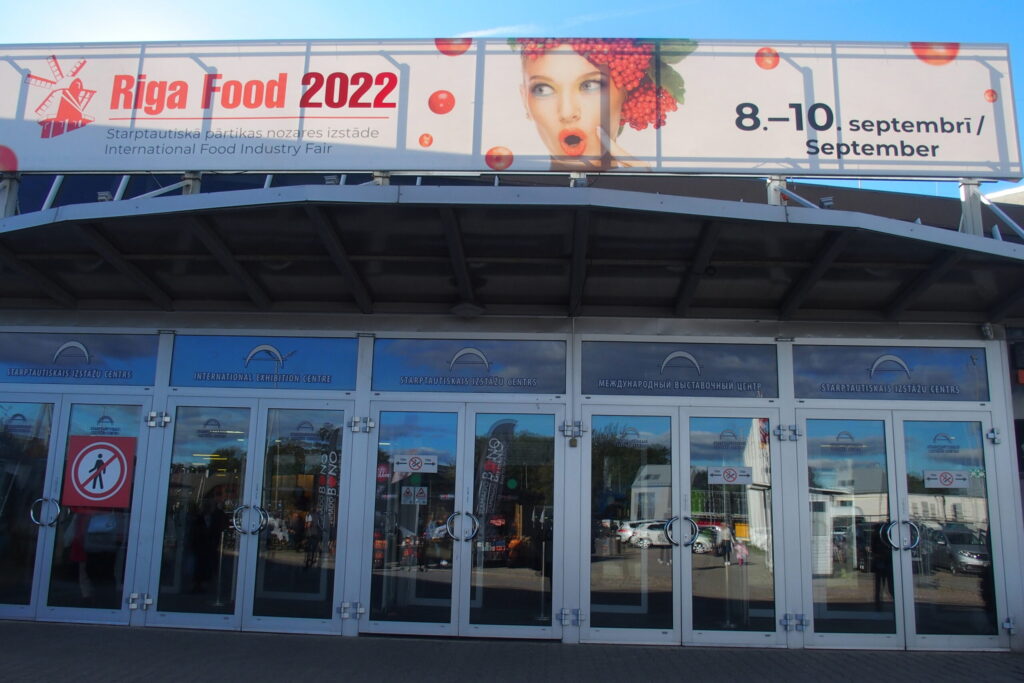 Riga Food 2022
Starptautiskā pārtikas nozares izstāde
International Food Industry Fair
8.–10. septembrī /
September
STARPTAUTISKAIS IZSTĀŽU CENTRS
INTERNATIONAL EXHIBITION CENTRE
STARPTAUTISKAIS IZSTĀŽU CENTRS
МЕЖДУНАРОДНЫЙ ВЫСТАВОЧНЫЙ ЦЕНТР
STARPTAUTISKAIS IZSTĀŽU CENTRS